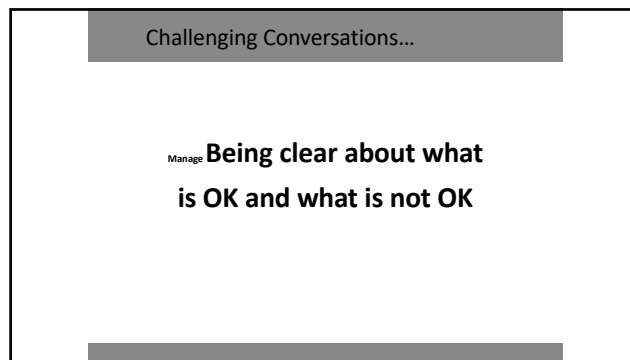 Challenging Conversations...
Manage Being clear about what
is OK and what is not OK